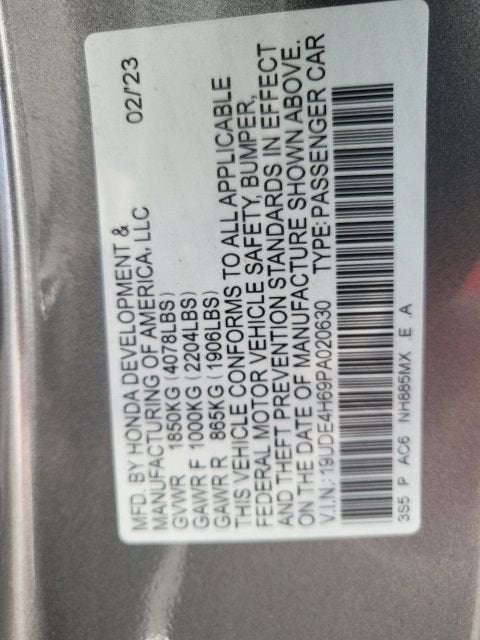 MFD. BY HONDA DEVELOPMENT & 02/'23
MANUFACTURING OF AMERICA, LLC
GVWR 1850KG (4078LBS)
GAWR F 1000KG (2204LBS)
GAWR R 865KG (1906LBS)
THIS VEHICLE CONFORMS TO ALL APPLICABLE
FEDERAL MOTOR VEHICLE SAFETY, BUMPER,
AND THEFT PREVENTION STANDARDS IN EFFECT
ON THE DATE OF MANUFACTURE SHOWN ABOVE.
V.I.N.: 19UDE4H69PA020630 TYPE: PASSENGER CAR
3S5 P AC6 NH885MX .E .A